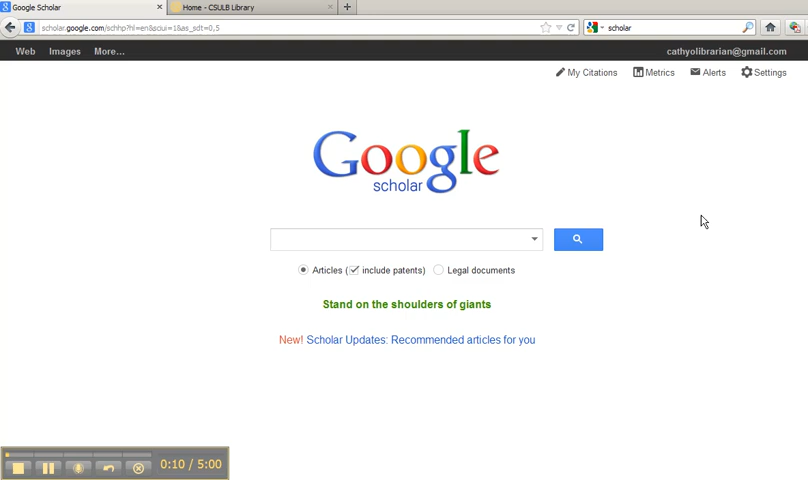 Google Scholar
Home - CSULB Library
scholar.google.com/schhp?hl=en&sciui=1&as_sdt=0,5
scholar
Web Images More...
cathyolibrarian@gmail.com
My Citations Metrics Alerts Settings
Google
scholar
Articles (include patents) Legal documents
Stand on the shoulders of giants
New! Scholar Updates: Recommended articles for you
0:10 / 5:00